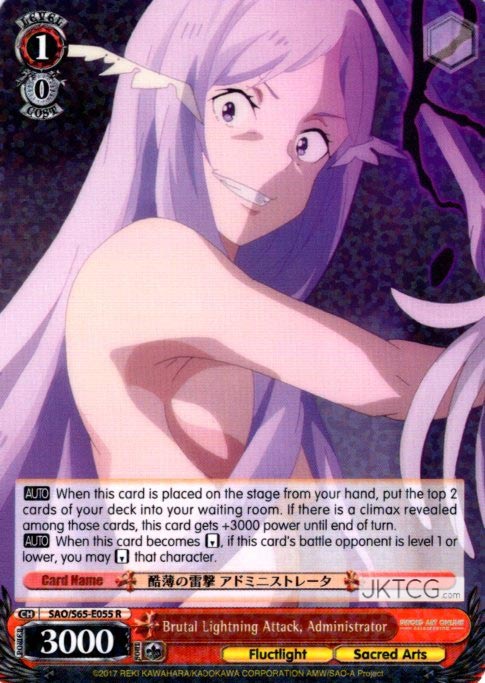 LEVEL
1
0
COST
AUTO When this card is placed on the stage from your hand, put the top 2
cards of your deck into your waiting room. If there is a climax revealed
among those cards, this card gets +3000 power until end of turn.
AUTO When this card becomes, if this card's battle opponent is level 1 or
lower, you may that character.
Card Name 酷薄の雷撃 アドミニストレータ
JKTCG.com
CH SAO/S65-E055 R
POWER 3000 SOUL
Brutal Lightning Attack, Administrator
SWORD ART ONLINE
ALICIZATION
Fluctlight Sacred Arts
©2017 REKI KAWAHARA/KADOKAWA CORPORATION AMW/SAO-A Project